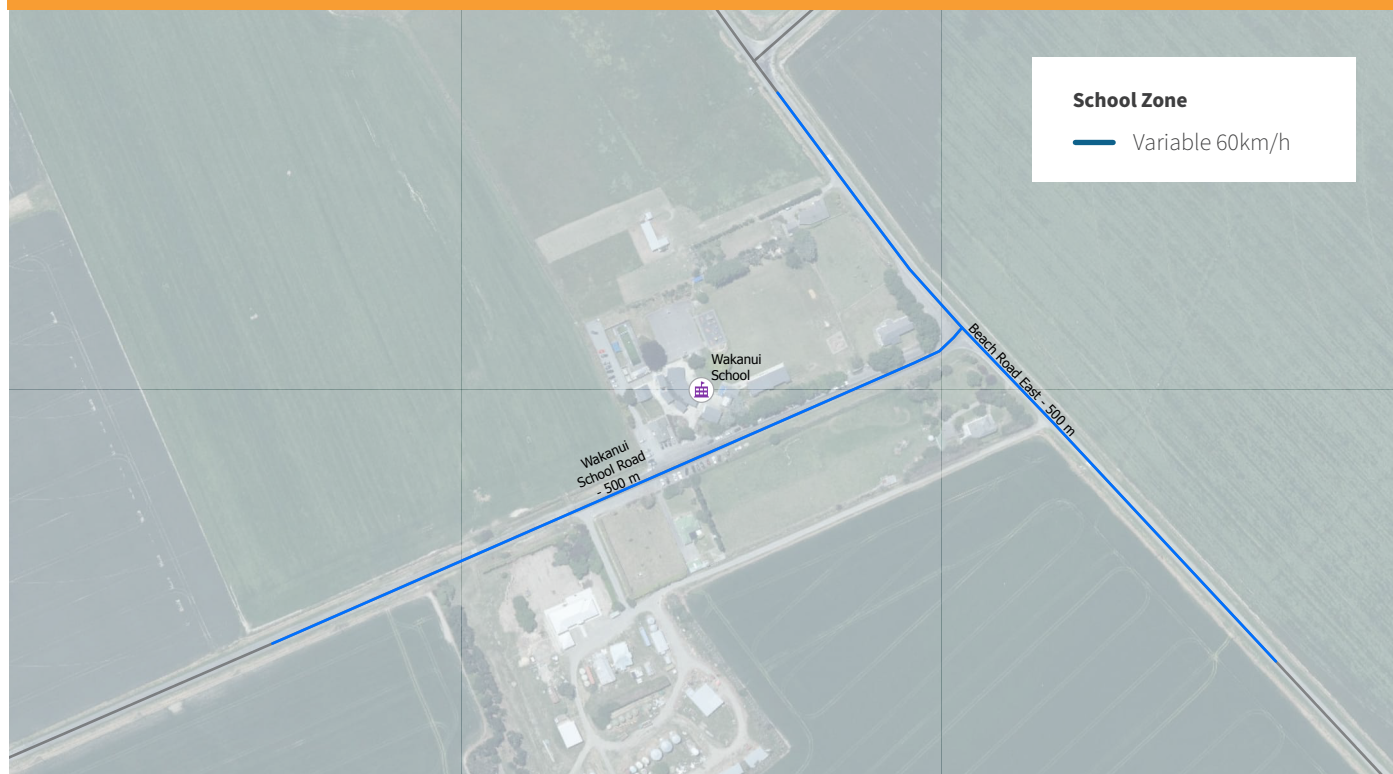 School Zone
Variable 60km/h
Wakanui
School
Beach Road East - 500 m
Wakanui
School Road
- 500 m